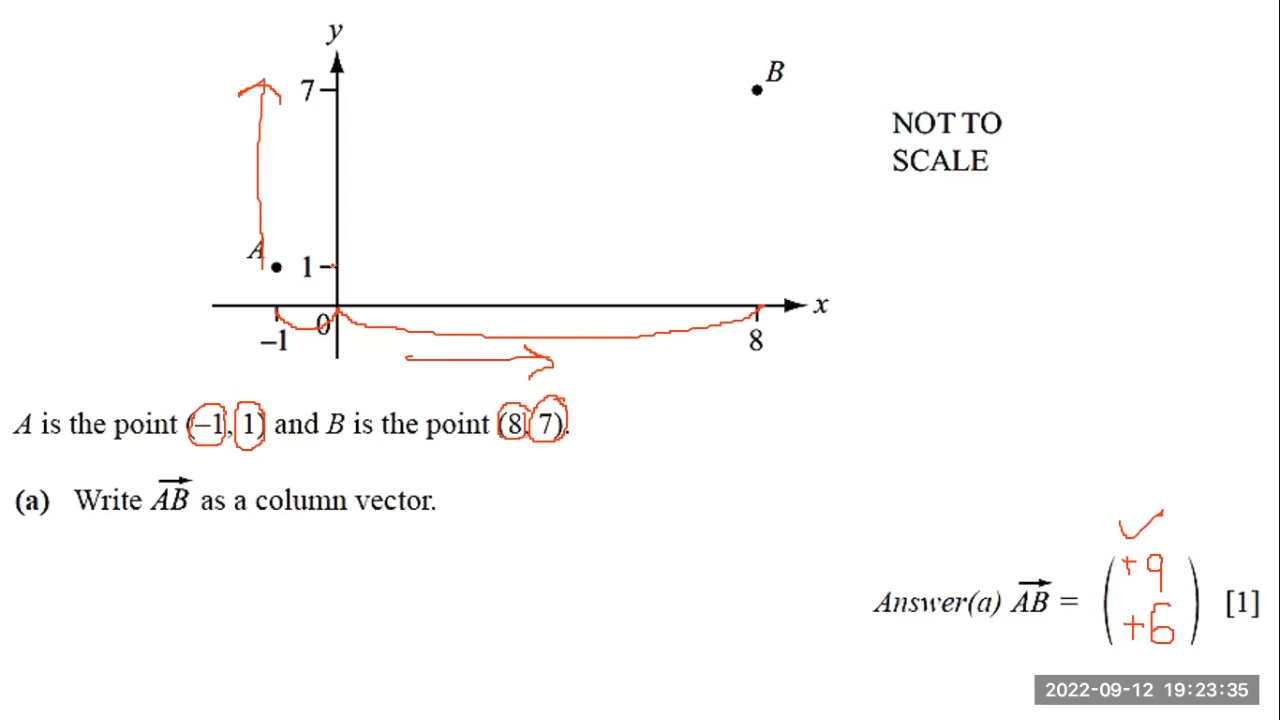 y
7
B
NOT TO
SCALE
A
1
x
0
–1
8
A is the point (–1, 1) and B is the point (8, 7).
(a) Write AB as a column vector.
+9
Answer(a) AB = ( ) [1]
+6
2022-09-12 19:23:35